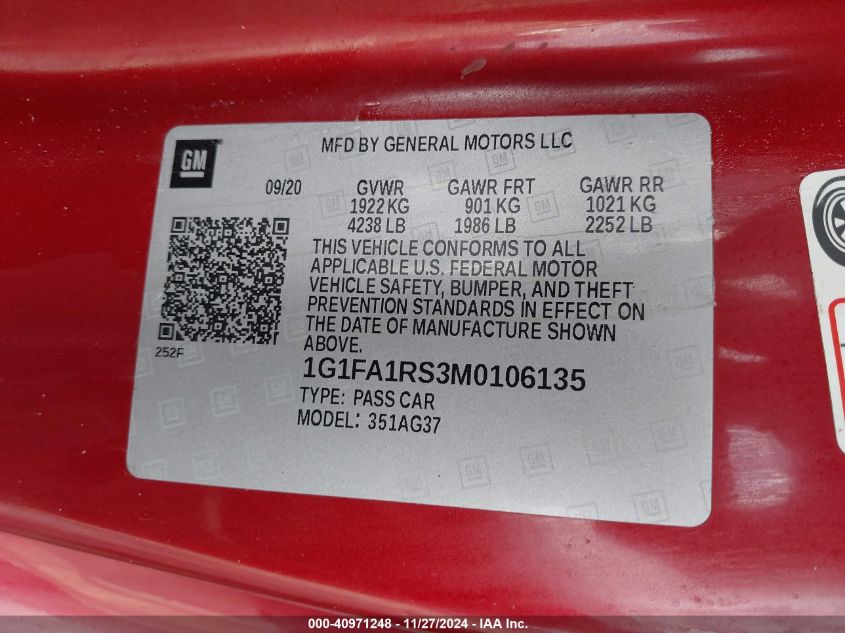 GM
MFD BY GENERAL MOTORS LLC
09/20 GVWR GAWR FRT GAWR RR
1922 KG 901 KG 1021 KG
4238 LB 1986 LB 2252 LB
THIS VEHICLE CONFORMS TO ALL
APPLICABLE U.S. FEDERAL MOTOR
VEHICLE SAFETY, BUMPER, AND THEFT
PREVENTION STANDARDS IN EFFECT ON
THE DATE OF MANUFACTURE SHOWN
ABOVE.
252F
1G1FA1RS3M0106135
TYPE: PASS CAR
MODEL: 351AG37
000-40971248 - 11/27/2024 - IAA Inc.